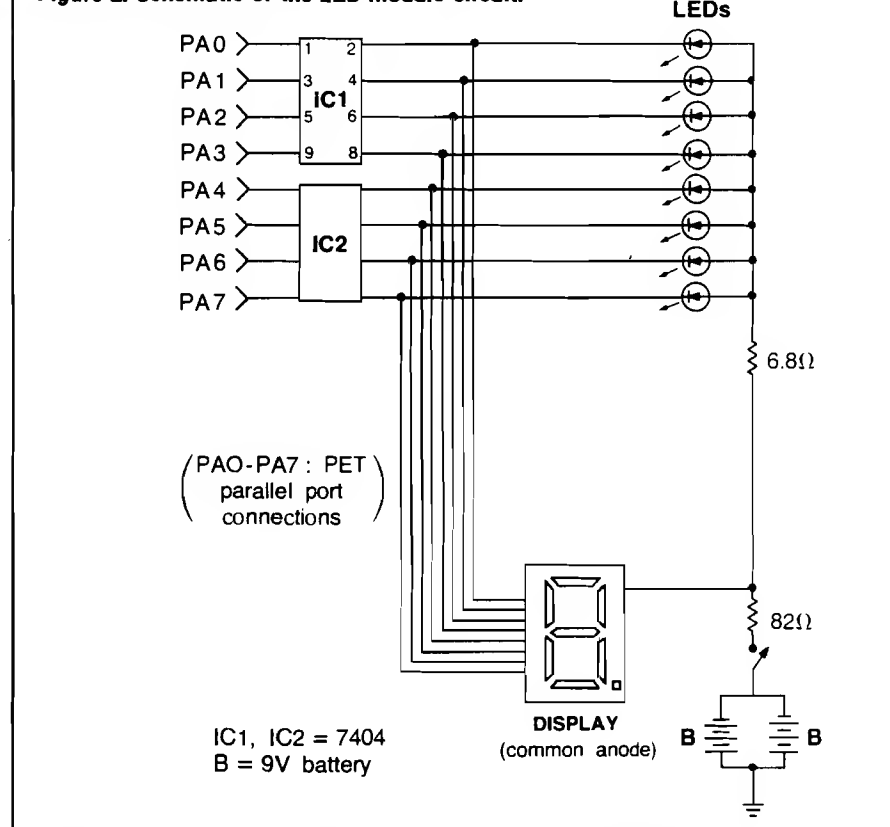 Figure 2. Schematic of the LED module circuit.
LEDs
PA0
PA1
PA2
PA3
PA4
PA5
PA6
PA7
1 2
3 4
IC1
5 6
9 8
IC2
6.8Ω
(PA0-PA7 : PET
parallel port
connections)
82Ω
DISPLAY
(common anode)
B
B
IC1, IC2 = 7404
B = 9V battery